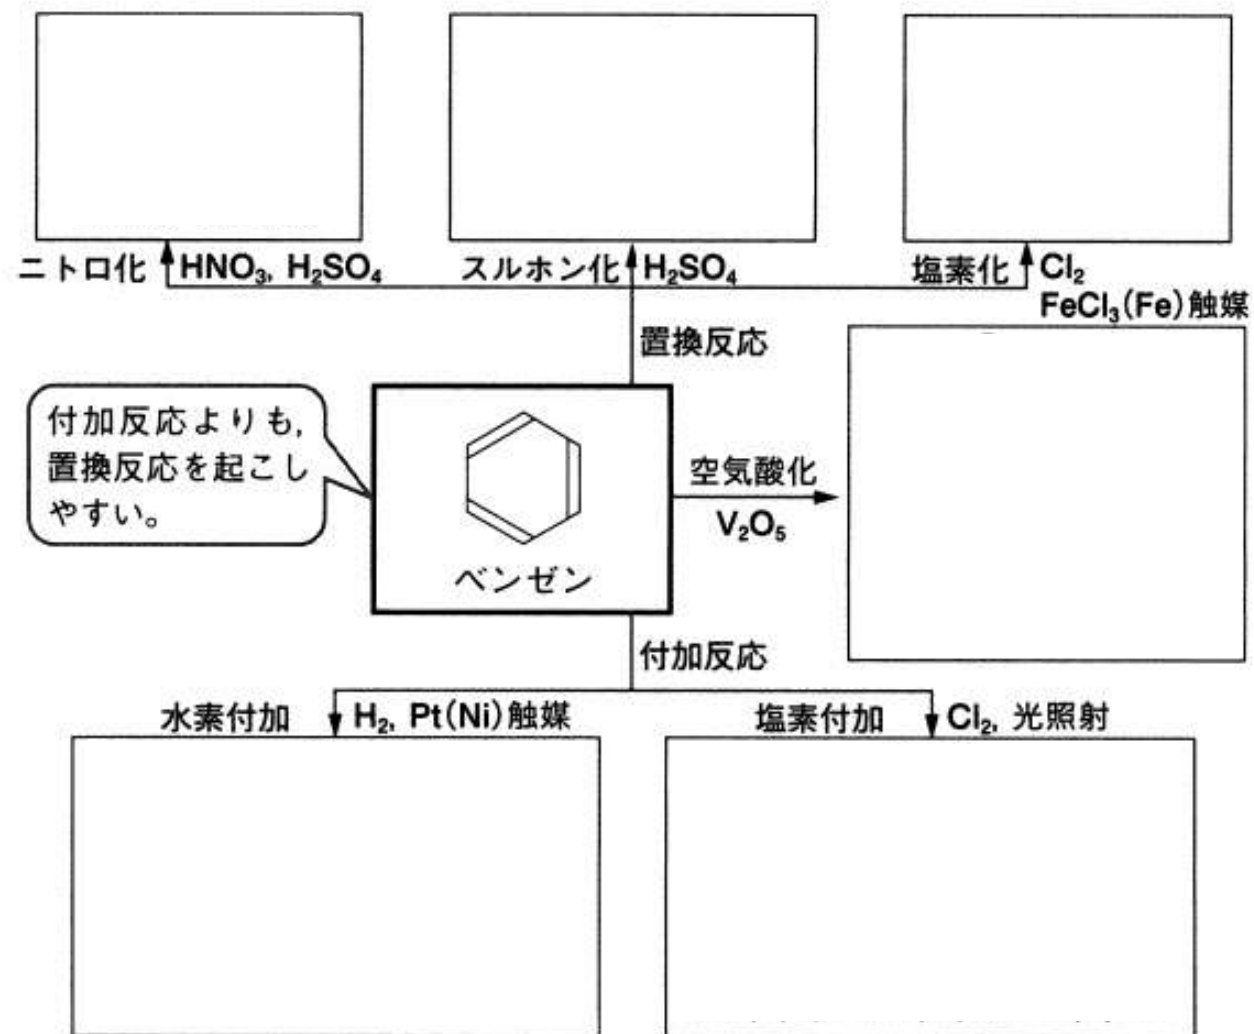 ニトロ化 HNO₃, H₂SO₄
スルホン化 H₂SO₄
塩素化 Cl₂
FeCl₃(Fe)触媒
置換反応
付加反応よりも,
置換反応を起こし
やすい。
ベンゼン
空気酸化
V₂O₅
付加反応
水素付加 H₂, Pt(Ni)触媒
塩素付加 Cl₂, 光照射